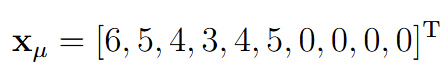 𝐱_μ = [6, 5, 4, 3, 4, 5, 0, 0, 0, 0]^T